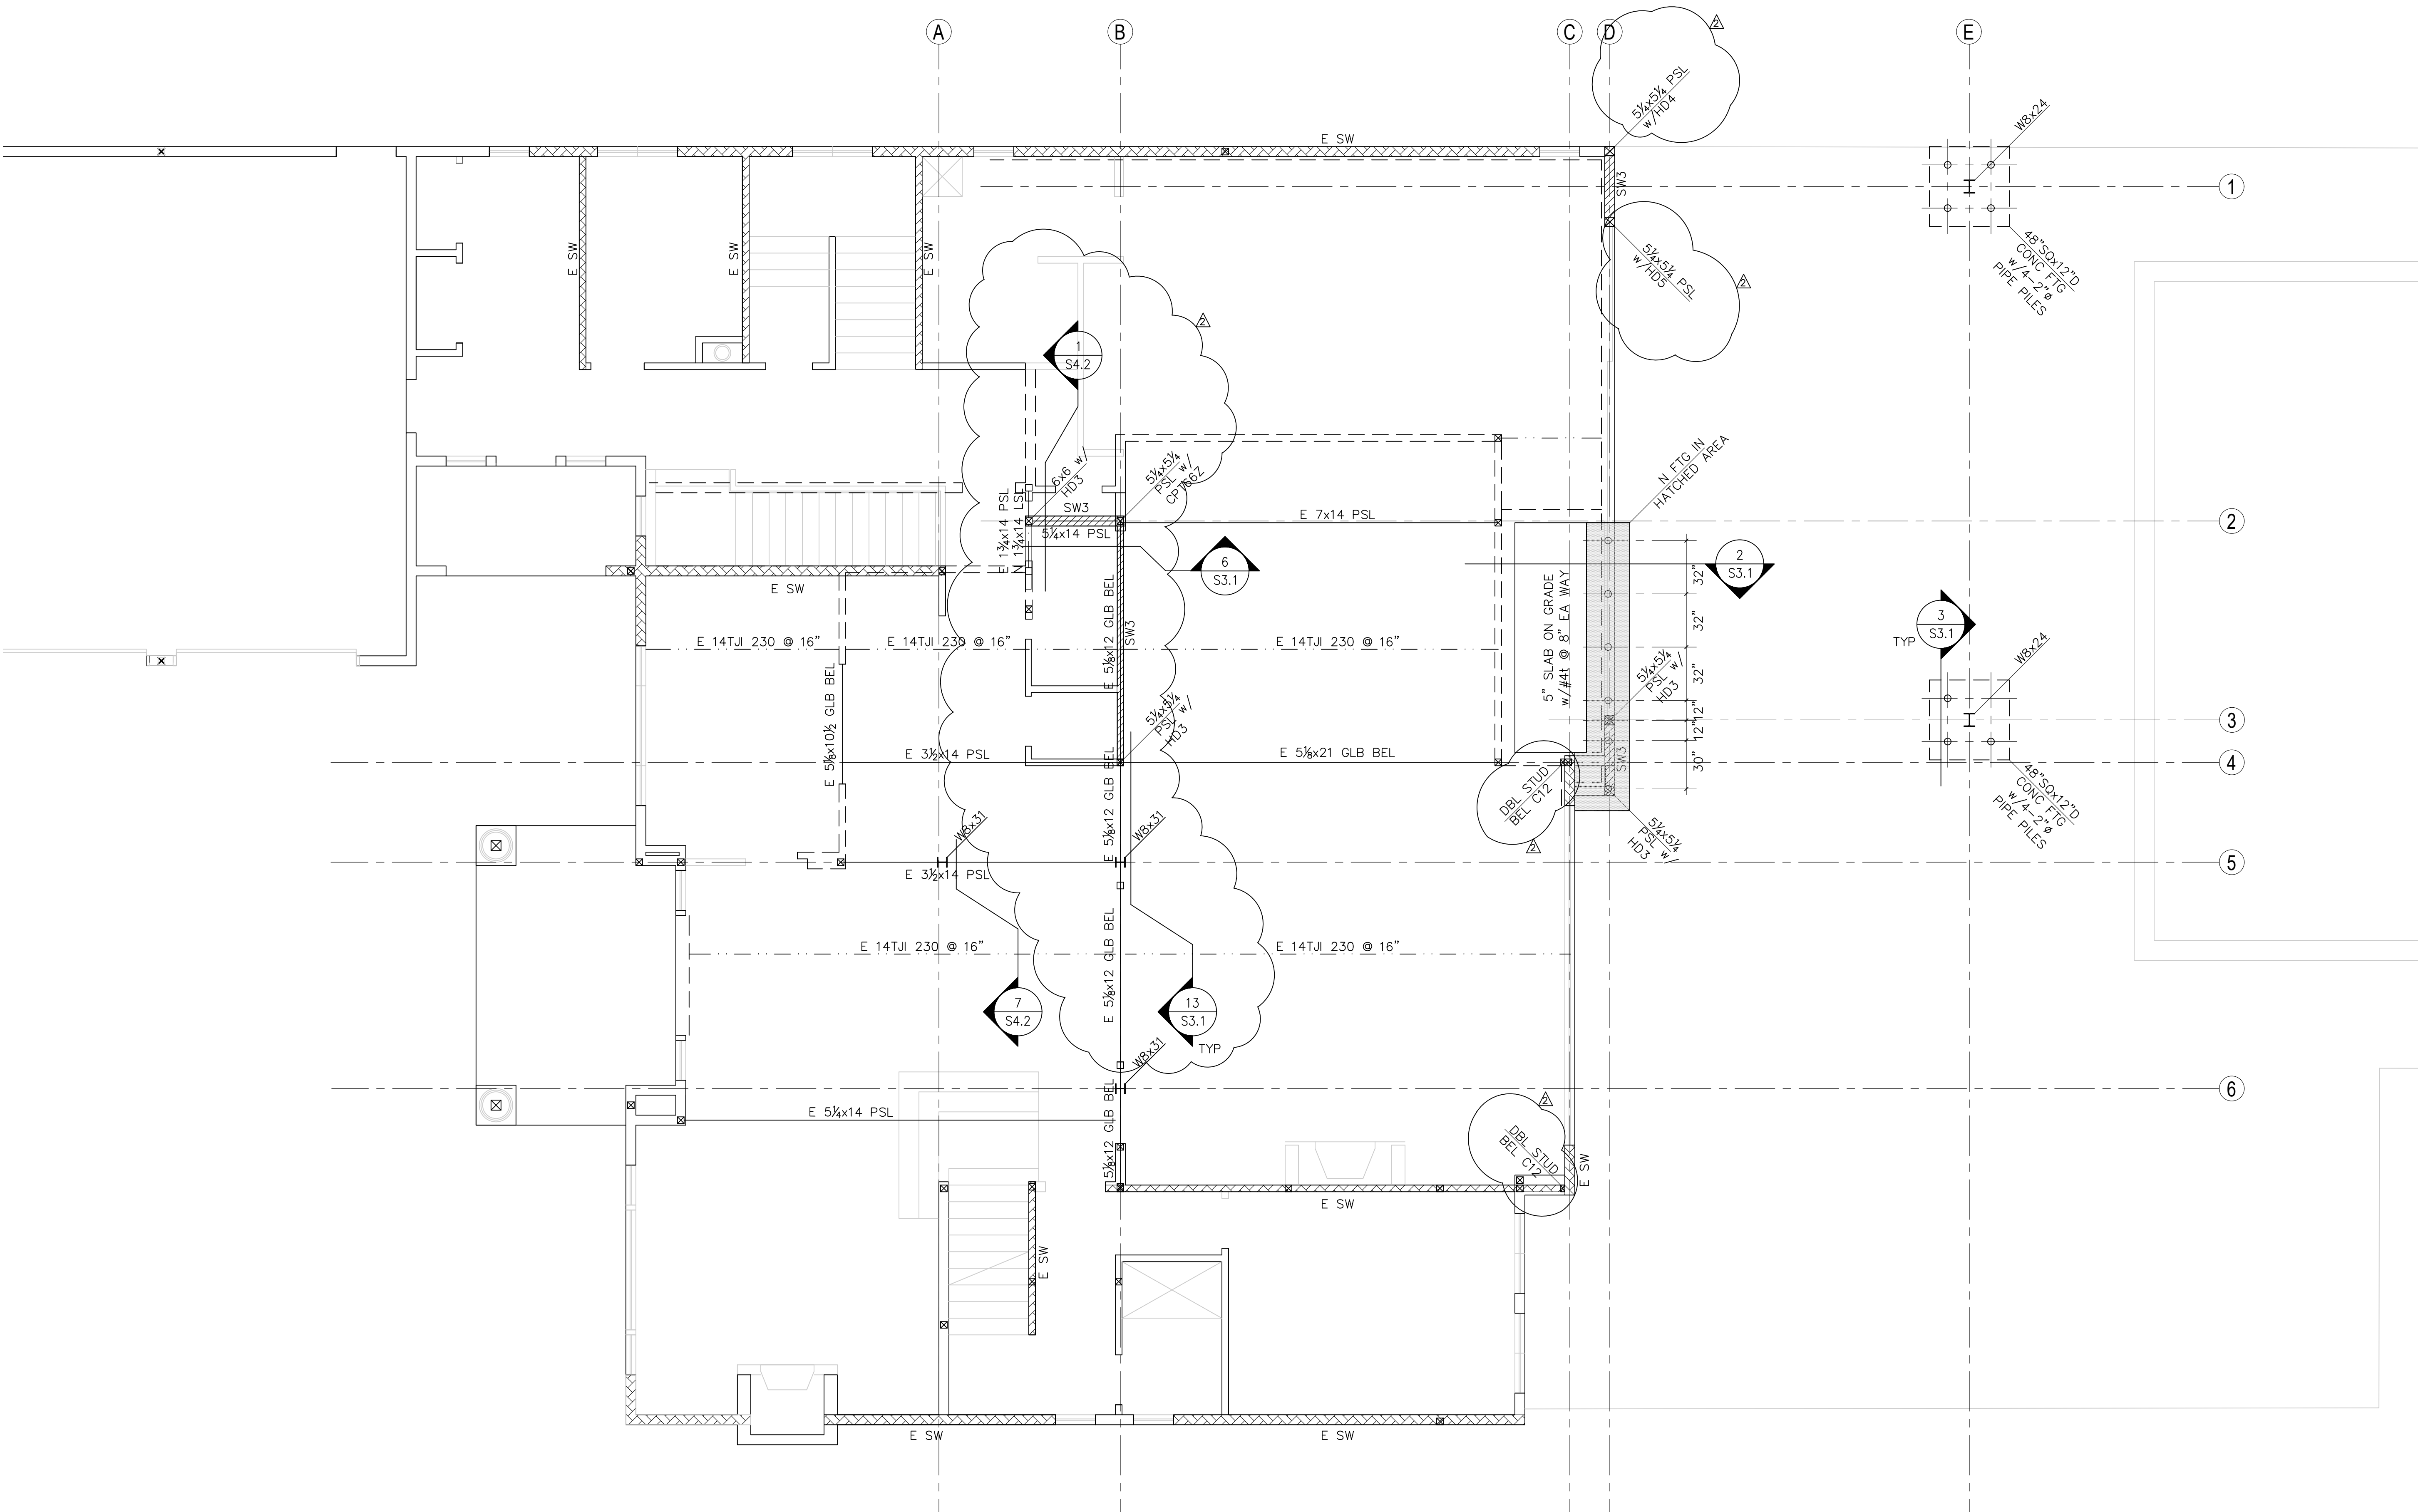 A
B
C
D
E
2
5¼x5¼ PSL
w/HD4
W8x24
E SW
1
SW3
E SW
E SW
E SW
5¼x5¼ PSL
w/HD5
2
48"SQx12"D
CONC FTG
w/4-2"ø
PIPE PILES
2
1
S4.2
N FTG IN
HATCHED AREA
6x6 w/
HD3
5¼x5¼
PSL w/
CPT66Z
SW3
E 7x14 PSL
2
5¼x14 PSL
E 1¾x14 PSL
N 1¾x14 LSL
6
S3.1
2
S3.1
E SW
E 5⅛x12 GLB BEL
SW3
5" SLAB ON GRADE
w/#4t @ 8" EA WAY
32"
32"
32"
12"
12"
30"
3
S3.1
TYP
W8x24
E 14TJI 230 @ 16"
E 14TJI 230 @ 16"
E 14TJI 230 @ 16"
5¼x5¼
PSL w/
HD3
E 5⅛x10½ GLB BEL
5¼x5¼
PSL w/
HD3
3
SW3
E 3½x14 PSL
E 5⅛x21 GLB BEL
4
48"SQx12"D
CONC FTG
w/4-2"ø
PIPE PILES
DBL STUD
BEL C12
2
E 5⅛x12 GLB BEL
W8x31
W8x31
5¼x5¼
PSL w/
HD3
5
E 3½x14 PSL
E 14TJI 230 @ 16"
E 14TJI 230 @ 16"
E 5⅛x12 GLB BEL
7
S4.2
13
S3.1
TYP
W8x31
6
2
E 5¼x14 PSL
5⅛x12 GLB BEL
DBL STUD
BEL C12
E SW
E SW
E SW
E SW
E SW